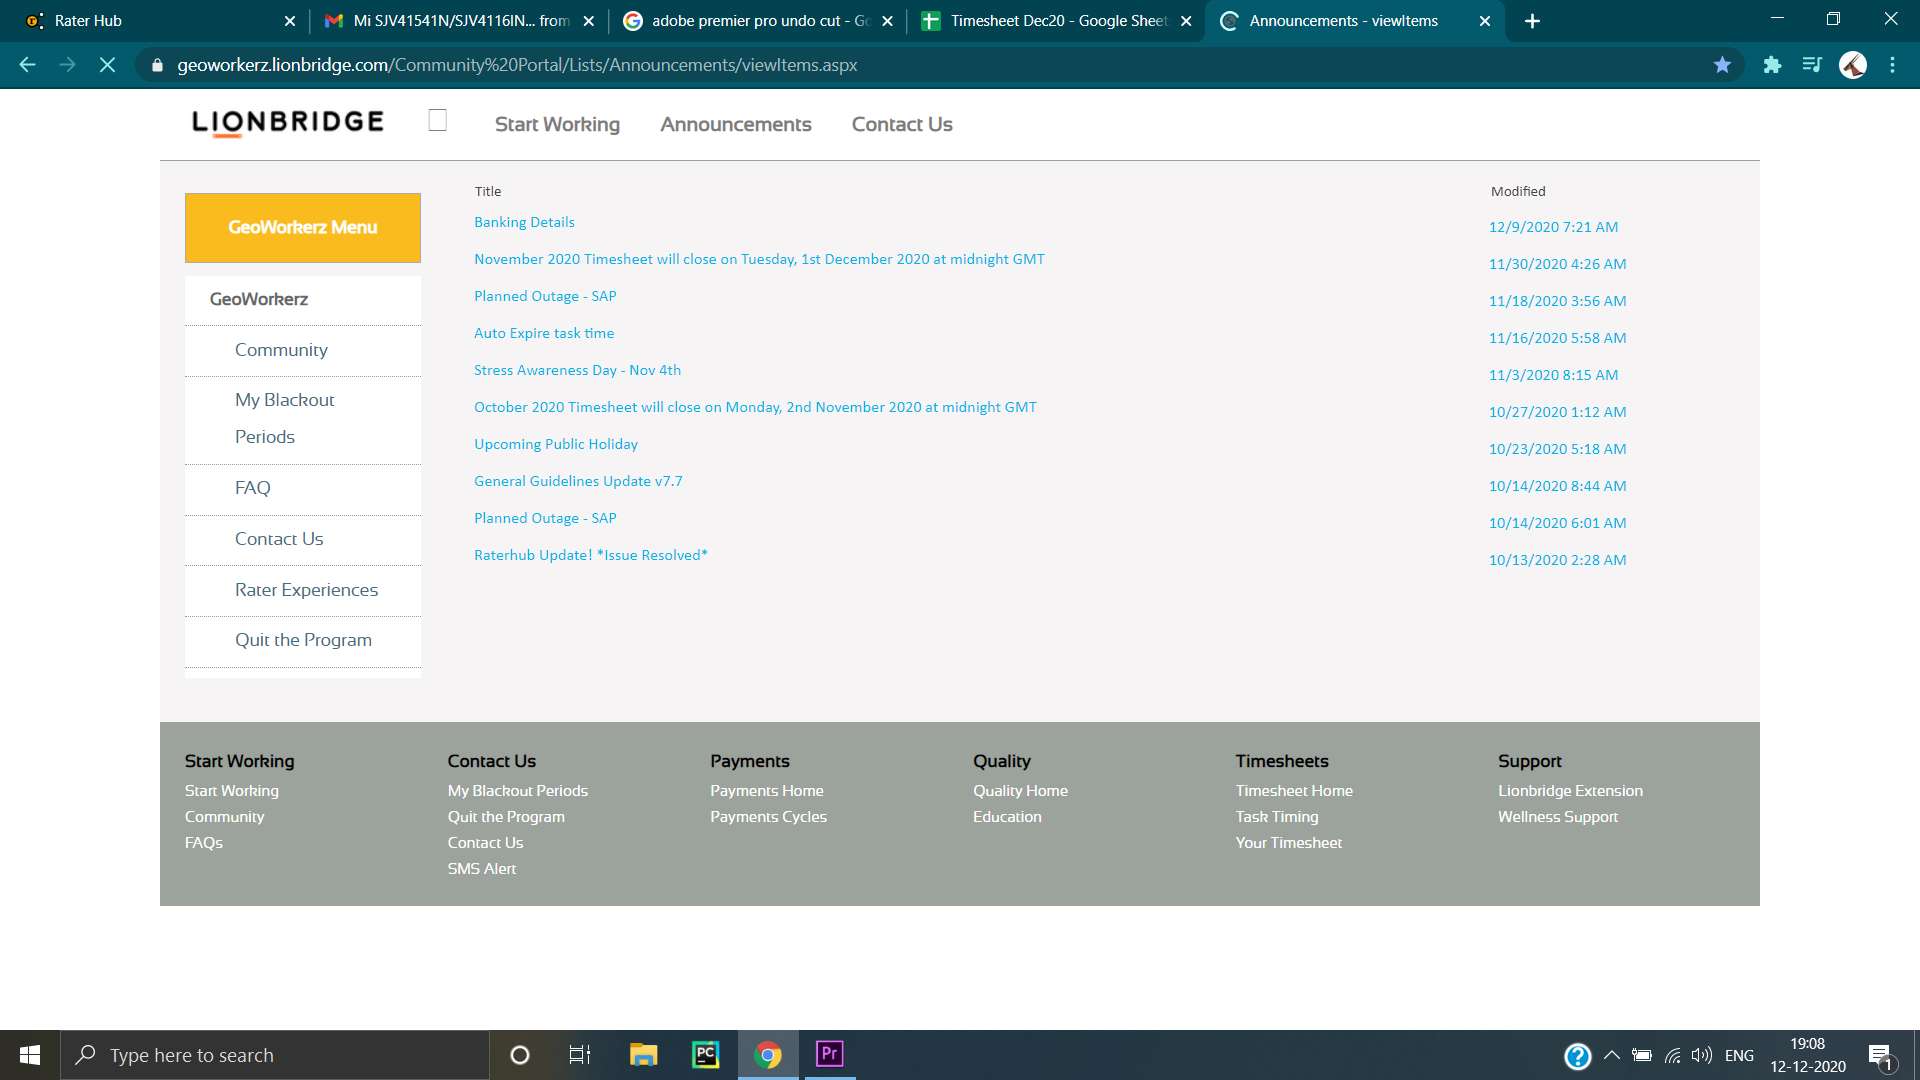 Rater Hub
Mi SJV41541N/SJV4116IN... from
adobe premier pro undo cut - Go
Timesheet Dec20 - Google Sheet
Announcements - viewItems
geoworkerz.lionbridge.com/Community%20Portal/Lists/Announcements/viewItems.aspx
LIONBRIDGE
Start Working
Announcements
Contact Us
GeoWorkerz Menu
GeoWorkerz
Community
My Blackout
Periods
FAQ
Contact Us
Rater Experiences
Quit the Program
Title Modified
Banking Details 12/9/2020 7:21 AM
November 2020 Timesheet will close on Tuesday, 1st December 2020 at midnight GMT 11/30/2020 4:26 AM
Planned Outage - SAP 11/18/2020 3:56 AM
Auto Expire task time 11/16/2020 5:58 AM
Stress Awareness Day - Nov 4th 11/3/2020 8:15 AM
October 2020 Timesheet will close on Monday, 2nd November 2020 at midnight GMT 10/27/2020 1:12 AM
Upcoming Public Holiday 10/23/2020 5:18 AM
General Guidelines Update v7.7 10/14/2020 8:44 AM
Planned Outage - SAP 10/14/2020 6:01 AM
Raterhub Update! *Issue Resolved* 10/13/2020 2:28 AM
Start Working
Start Working
Community
FAQs
Contact Us
My Blackout Periods
Quit the Program
Contact Us
SMS Alert
Payments
Payments Home
Payments Cycles
Quality
Quality Home
Education
Timesheets
Timesheet Home
Task Timing
Your Timesheet
Support
Lionbridge Extension
Wellness Support
Type here to search
PC
Pr
ENG
19:08
12-12-2020
1